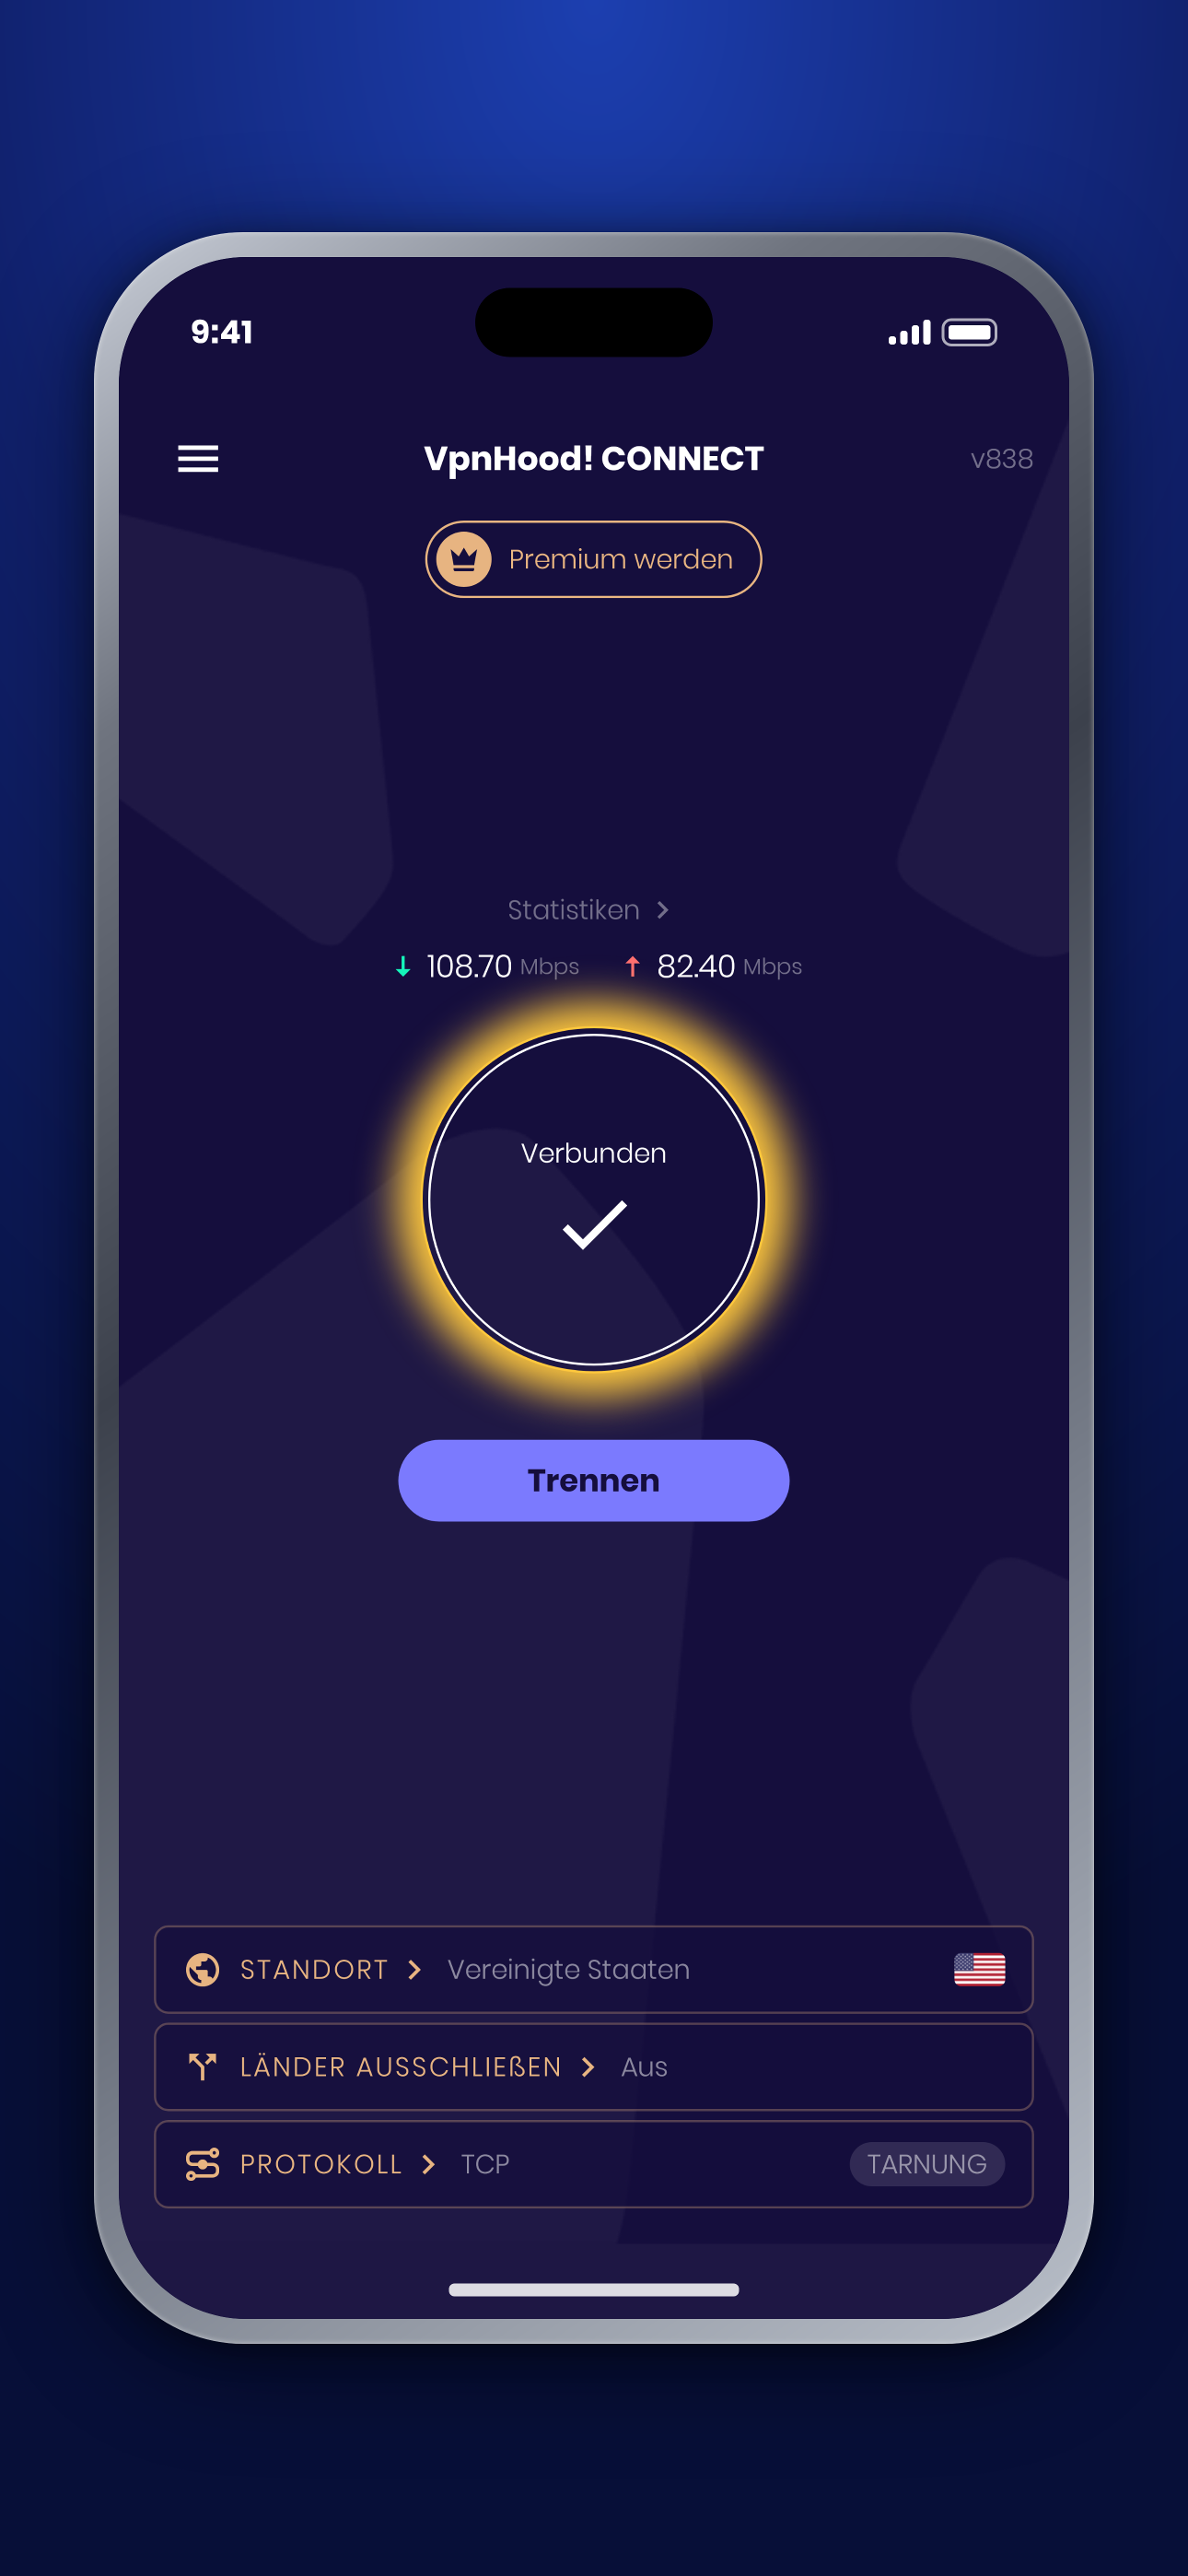 9:41
VpnHood! CONNECT
v838
Premium werden
Statistiken
108.70 Mbps 82.40 Mbps
Verbunden
Trennen
STANDORT Vereinigte Staaten
LÄNDER AUSSCHLIEßEN Aus
PROTOKOLL TCP TARNUNG